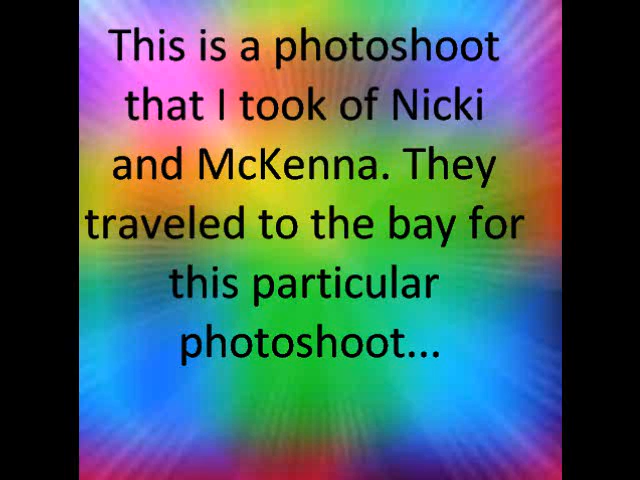 This is a photoshoot
that I took of Nicki
and McKenna. They
traveled to the bay for
this particular
photoshoot...